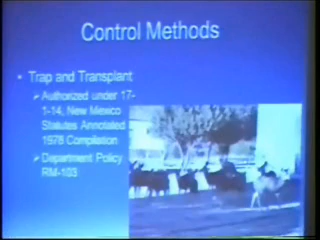 Control Methods
• Trap and Transplant
➢ Authorized under 17-
1-14, New Mexico
Statutes Annotated
1978 Compilation
➢ Department Policy
RM-103